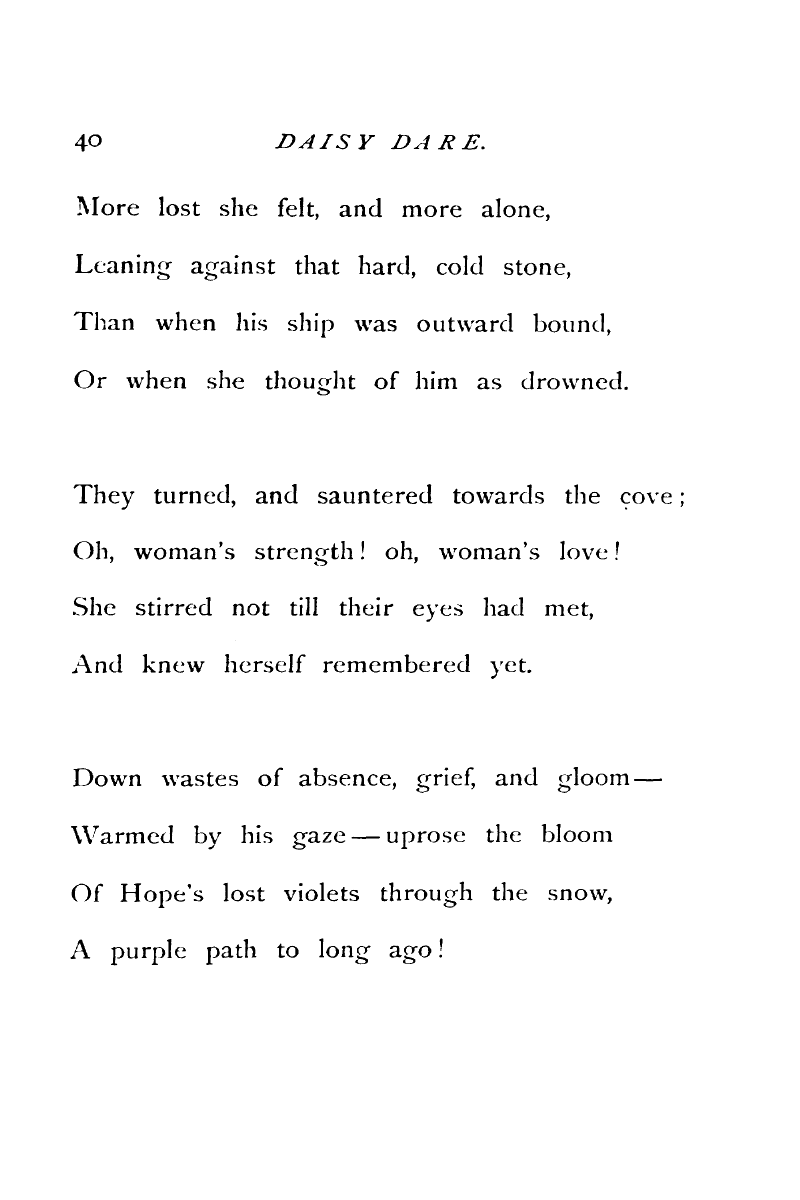 40 DAISY DARE.
More lost she felt, and more alone,
Leaning against that hard, cold stone,
Than when his ship was outward bound,
Or when she thought of him as drowned.
They turned, and sauntered towards the cove;
Oh, woman's strength! oh, woman's love!
She stirred not till their eyes had met,
And knew herself remembered yet.
Down wastes of absence, grief, and gloom—
Warmed by his gaze—uprose the bloom
Of Hope's lost violets through the snow,
A purple path to long ago!